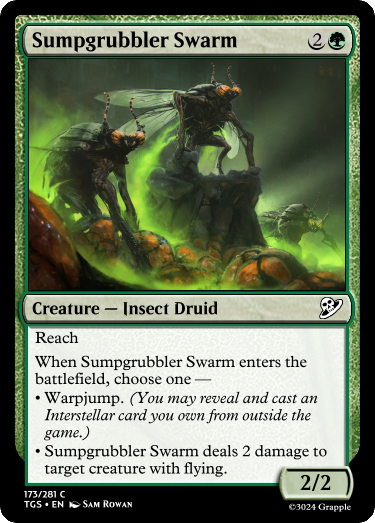 Sumpgrubbler Swarm 2
Creature — Insect Druid
Reach
When Sumpgrubbler Swarm enters the
battlefield, choose one —
• Warpjump. (You may reveal and cast an
Interstellar card you own from outside
the game.)
• Sumpgrubbler Swarm deals 2 damage to
target creature with flying.
2/2
173/281 C
TGS • EN Sam Rowan
©3024 Grapple